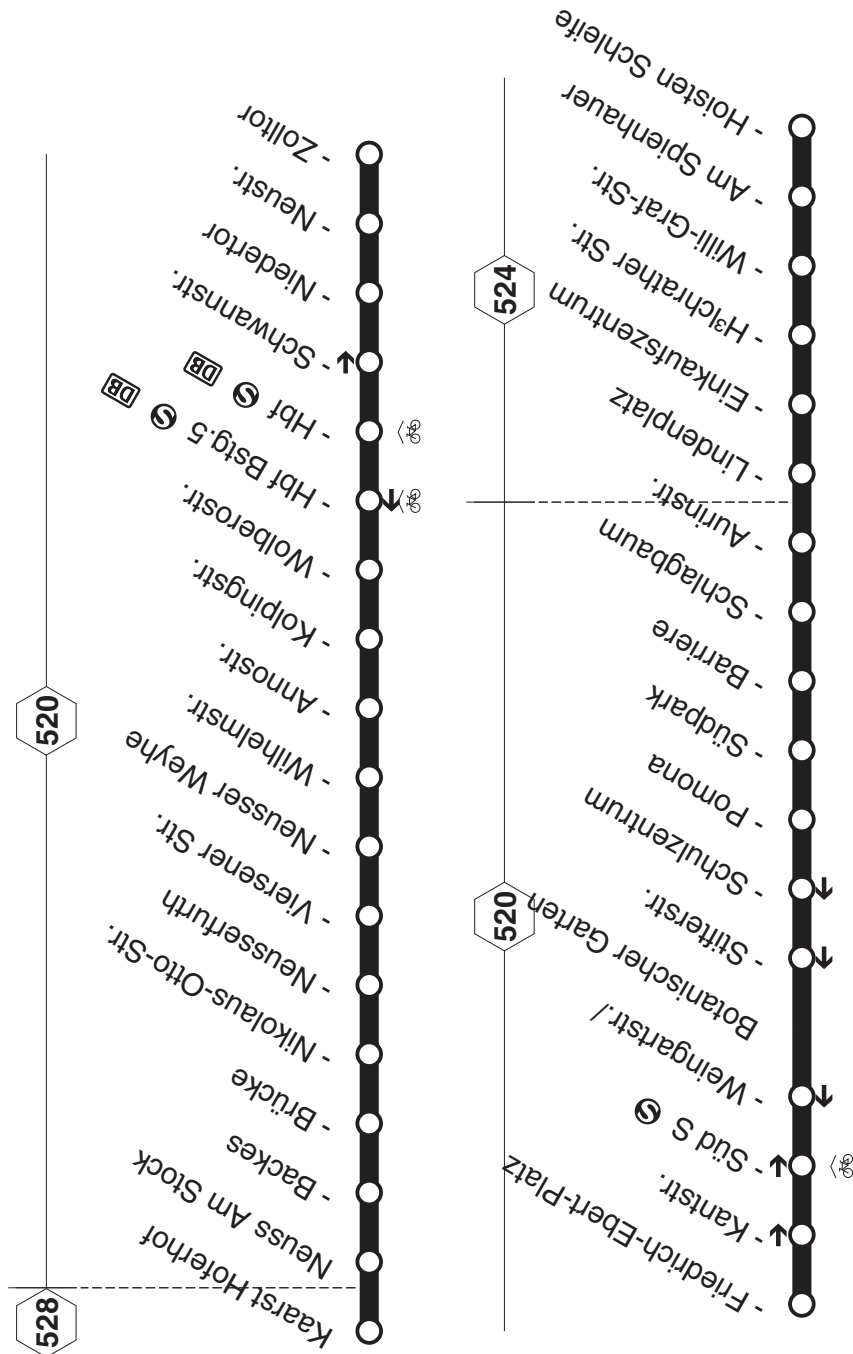 528
520
Kaarst Hoferhof
Neuss Am Stock
- Backes
- Brücke
- Nikolaus-Otto-Str.
- Neusserfurth
- Viersener Str.
- Neusser Weyhe
- Wilhelmstr.
- Annostr.
- Kolpingstr.
- Wolberostr.
- Hbf Bstg.5 S DB
- Hbf S DB
- Schwannstr.
- Niedertor
- Neustr.
- Zolltor
520
524
- Friedrich-Ebert-Platz
- Kantstr.
- Süd S S
- Weingartstr./
Botanischer Garten
- Stifterstr.
- Schulzentrum
- Pomona
- Südpark
- Barriere
- Schlagbaum
- Aurinstr.
- Lindenplatz
- Einkaufszentrum
- H³lchrather Str.
- Willi-Graf-Str.
- Am Spienhauer
- Hoisten Schleife